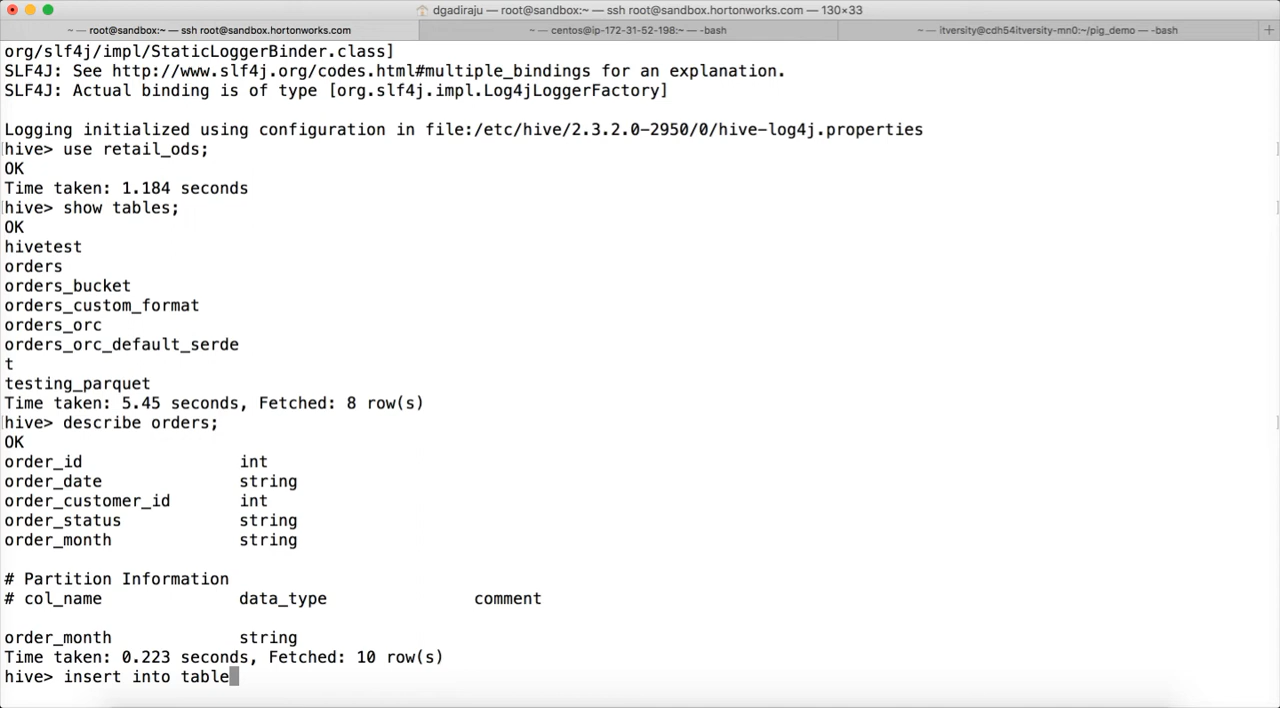 dgadiraju — root@sandbox:~ — ssh root@sandbox.hortonworks.com — 130×33
~ — root@sandbox:~ — ssh root@sandbox.hortonworks.com
~ — centos@ip-172-31-52-198:~ — -bash
~ — itversity@cdh54itversity-mn0:~/pig_demo — -bash
org/slf4j/impl/StaticLoggerBinder.class]
SLF4J: See http://www.slf4j.org/codes.html#multiple_bindings for an explanation.
SLF4J: Actual binding is of type [org.slf4j.impl.Log4jLoggerFactory]
Logging initialized using configuration in file:/etc/hive/2.3.2.0-2950/0/hive-log4j.properties
hive> use retail_ods;
OK
Time taken: 1.184 seconds
hive> show tables;
OK
hivetest
orders
orders_bucket
orders_custom_format
orders_orc
orders_orc_default_serde
t
testing_parquet
Time taken: 5.45 seconds, Fetched: 8 row(s)
hive> describe orders;
OK
order_id int
order_date string
order_customer_id int
order_status string
order_month string
# Partition Information
# col_name data_type comment
order_month string
Time taken: 0.223 seconds, Fetched: 10 row(s)
hive> insert into table